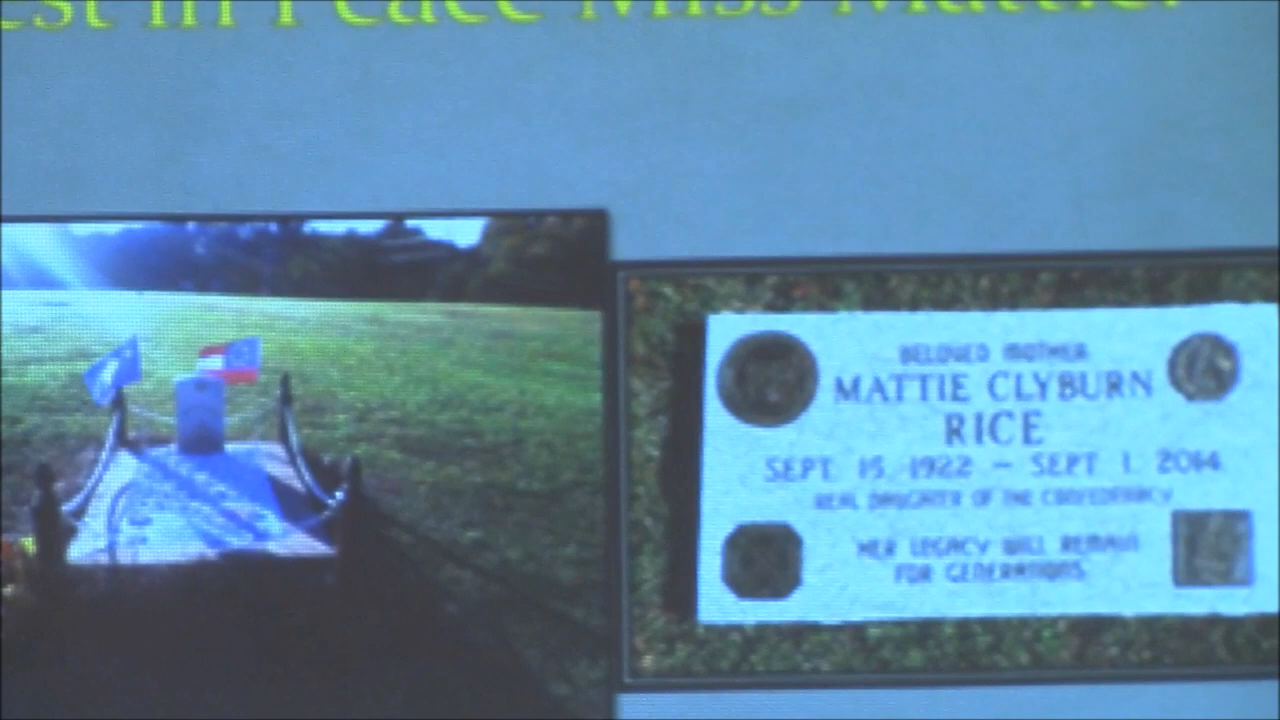 est in Peace Miss Mattie.
BELOVED MOTHER
MATTIE CLYBURN
RICE
SEPT. 15, 1922 – SEPT. 1, 2014
REAL DAUGHTER OF THE CONFEDERACY
HER LEGACY WILL REMAIN
FOR GENERATIONS